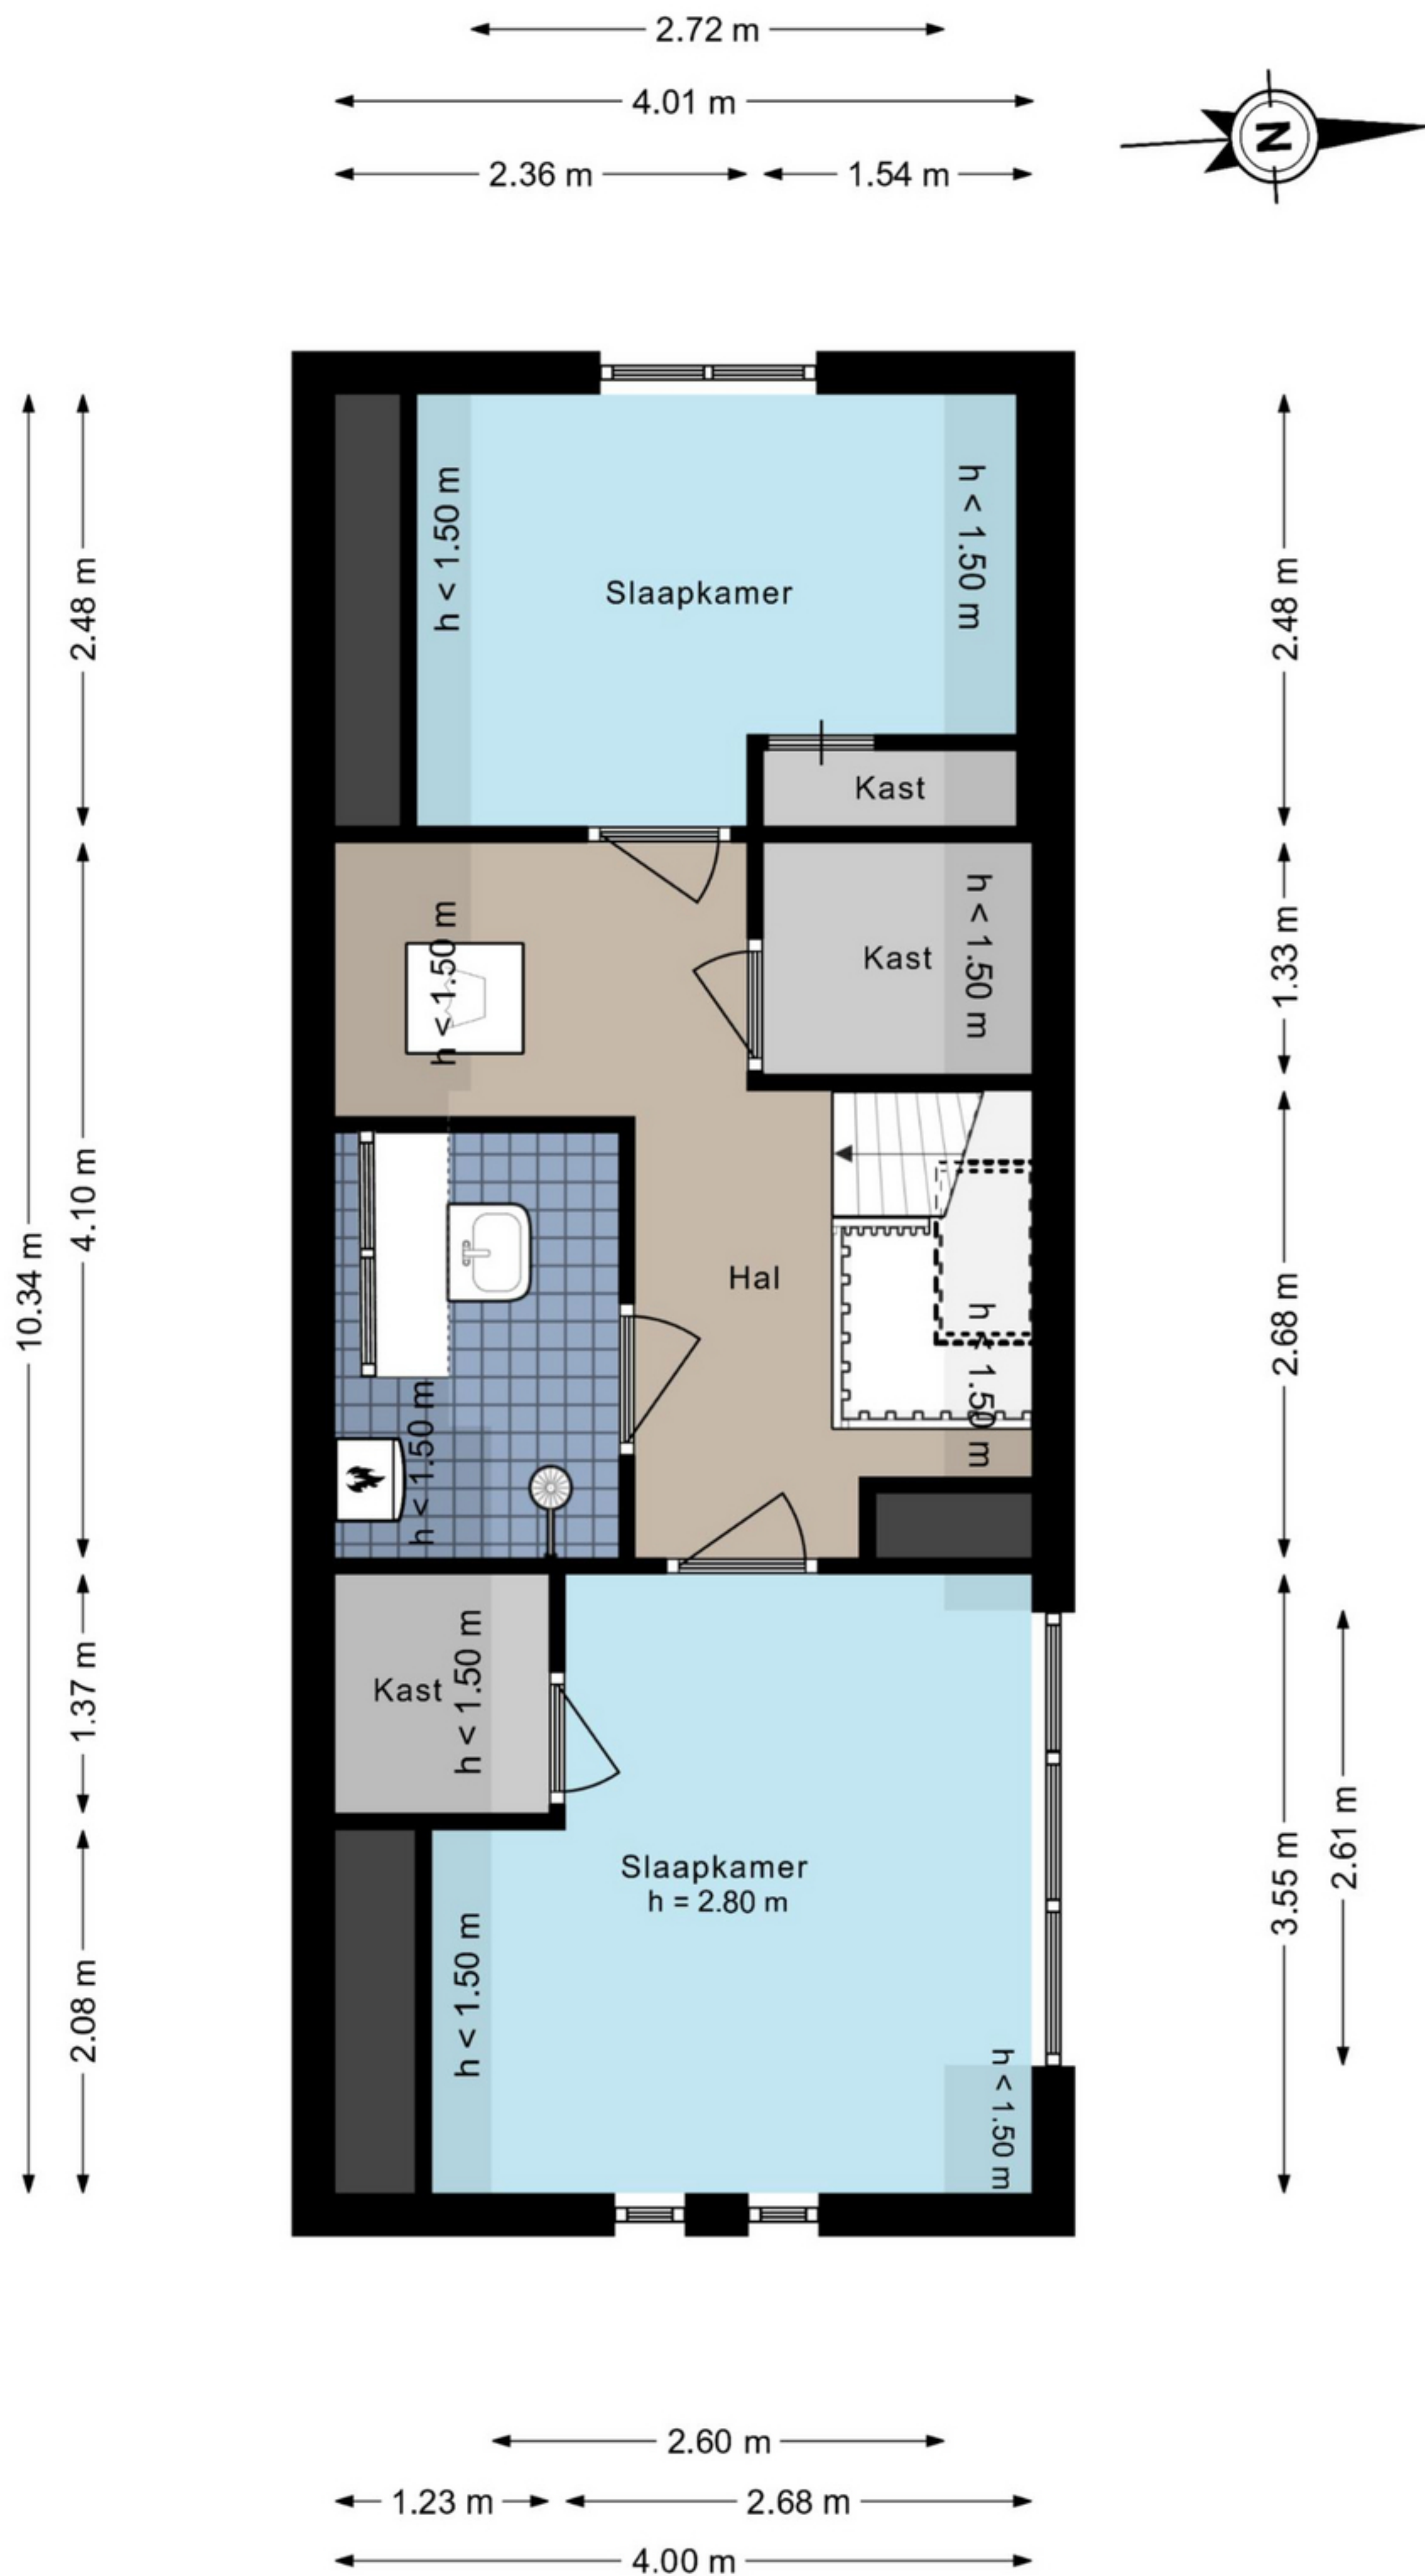 2.72 m
4.01 m
2.36 m
1.54 m
N
h < 1.50 m
h < 1.50 m
Slaapkamer
2.48 m
2.48 m
Kast
h < 1.50 m
Kast
h < 1.50 m
1.33 m
4.10 m
10.34 m
Hal
2.68 m
h < 1.50 m
h < 1.50 m
Kast
h < 1.50 m
1.37 m
Slaapkamer
h = 2.80 m
3.55 m
2.61 m
h < 1.50 m
2.08 m
h < 1.50 m
2.60 m
1.23 m
2.68 m
4.00 m